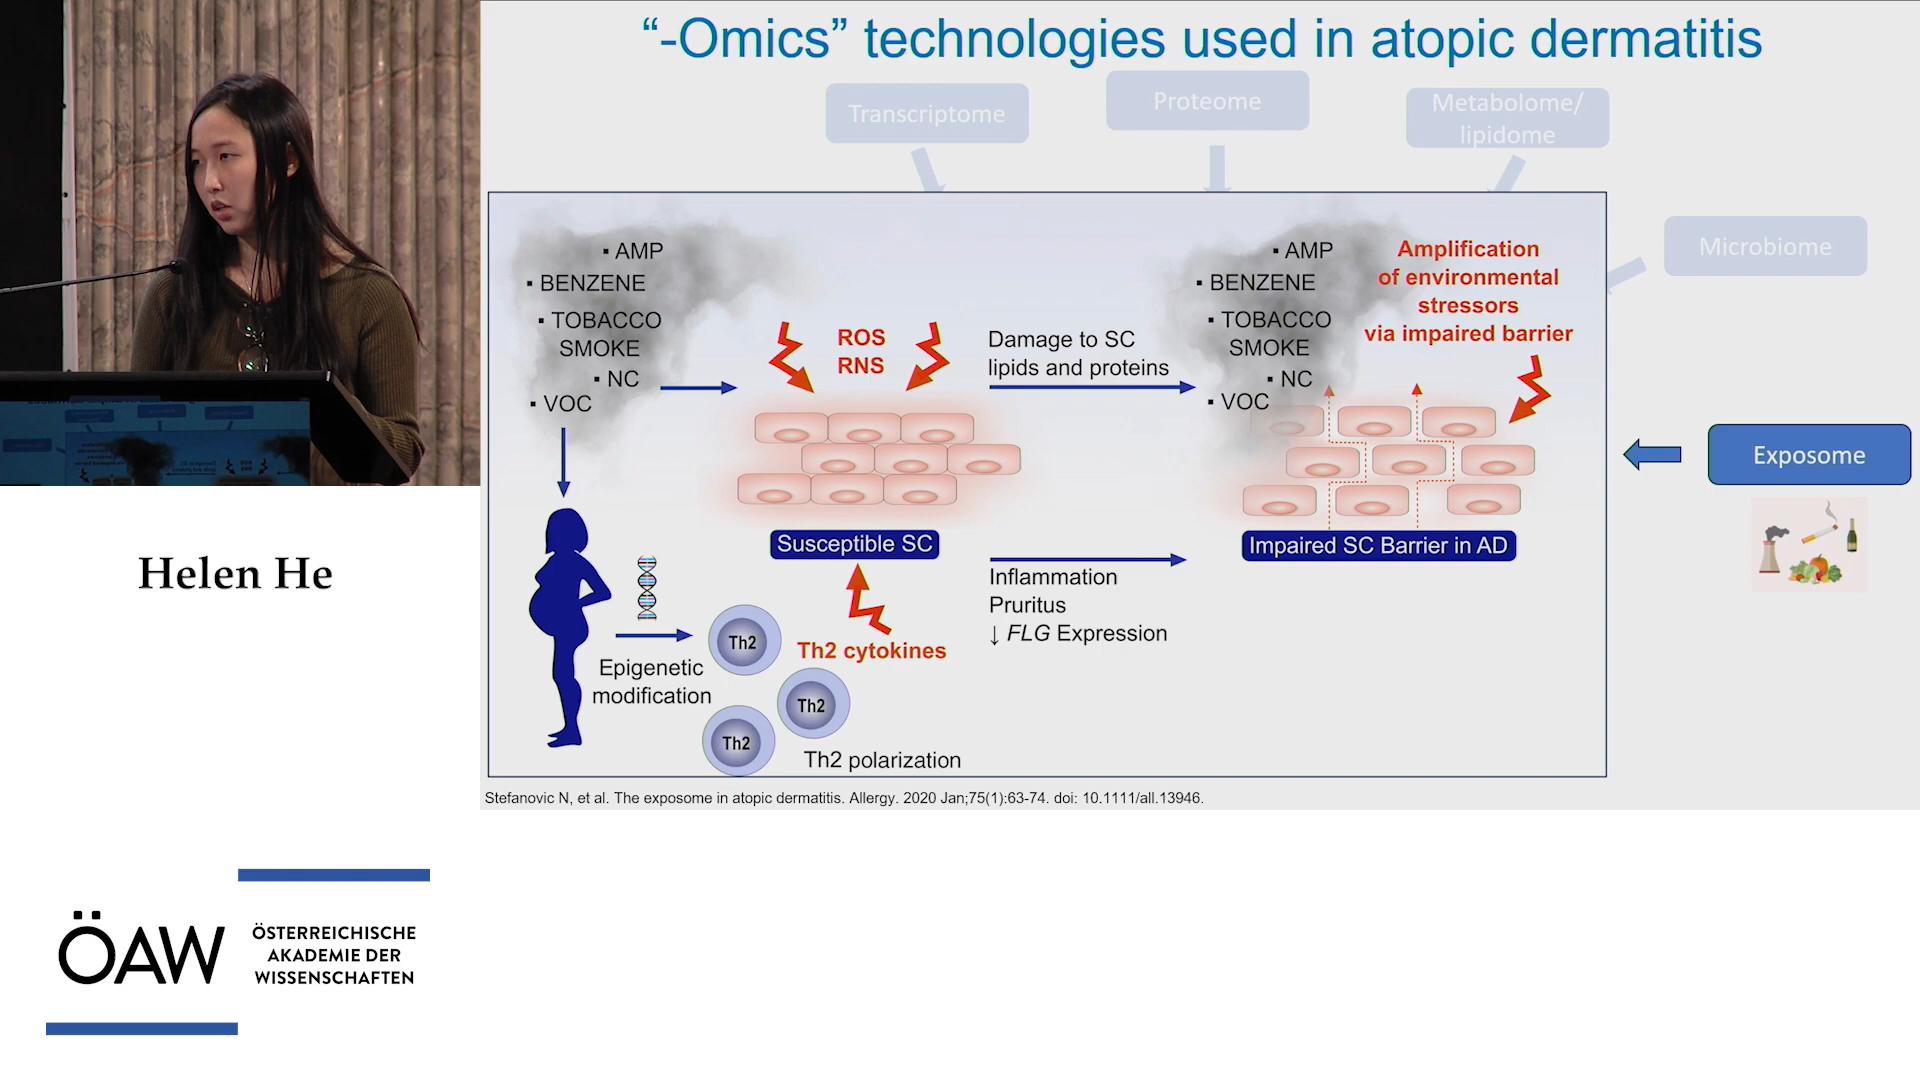 “-Omics” technologies used in atopic dermatitis
Transcriptome
Proteome
Metabolome/
lipidome
Microbiome
Exposome
▪ AMP
▪ BENZENE
▪ TOBACCO
SMOKE
▪ NC
▪ VOC
ROS
RNS
Damage to SC
lipids and proteins
▪ AMP
▪ BENZENE
▪ TOBACCO
SMOKE
▪ NC
▪ VOC
Amplification
of environmental
stressors
via impaired barrier
Susceptible SC
Impaired SC Barrier in AD
Inflammation
Pruritus
↓ FLG Expression
Epigenetic
modification
Th2
Th2
Th2
Th2 cytokines
Th2 polarization
Stefanovic N, et al. The exposome in atopic dermatitis. Allergy. 2020 Jan;75(1):63-74. doi: 10.1111/all.13946.
Helen He
ÖAW
ÖSTERREICHISCHE
AKADEMIE DER
WISSENSCHAFTEN